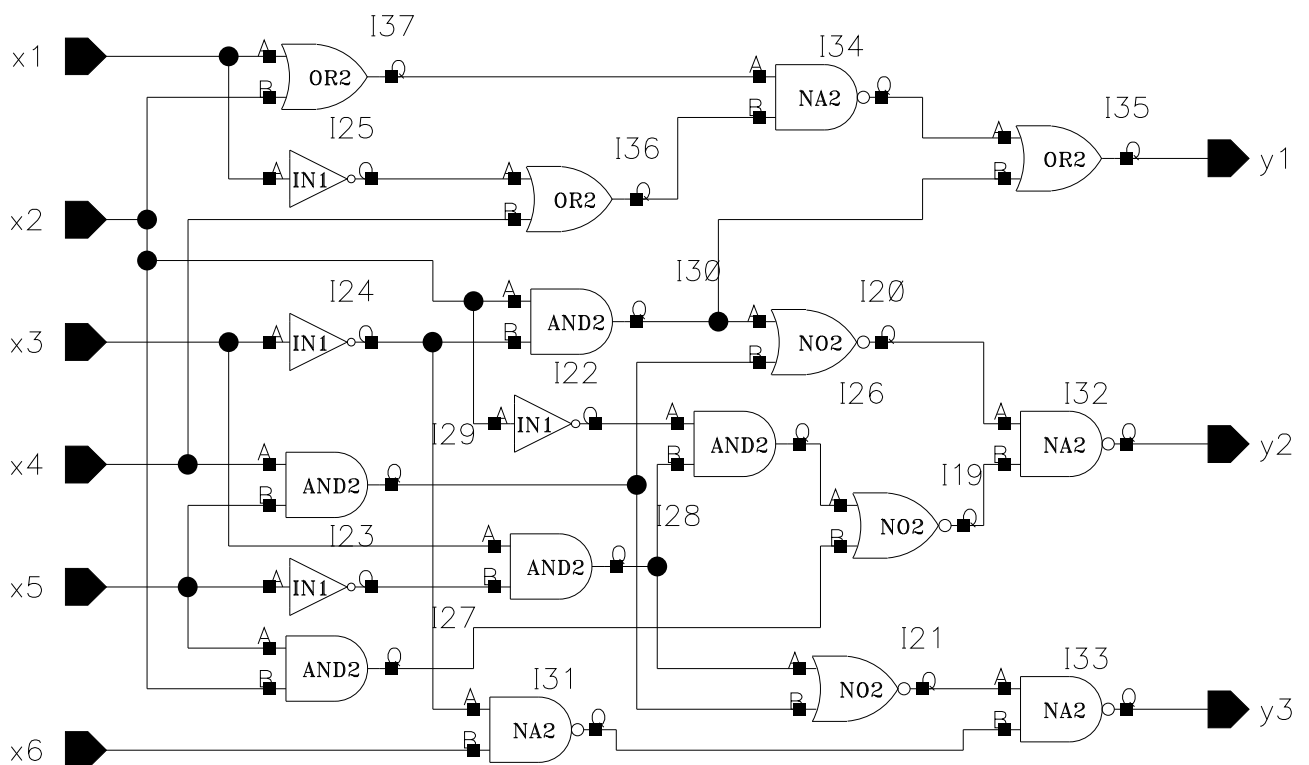 I37
x1 A OR2 Q A I34
B NA2 Q
I25 B I35
A OR2 Q y1
A IN1 Q A I36 B
OR2 Q
x2 B
I30
I24 A I20
x3 A IN1 Q B AND2 Q A NO2 Q
I22 B
I26 I32
A IN1 Q A A
I29 AND2 Q NA2 Q y2
x4 A B I19 B
AND2 Q A
B I28 NO2 Q
I23 A B
x5 A IN1 Q B AND2 Q
I27
A I21
AND2 Q A I33
B I31 NO2 Q A
A B NA2 Q y3
NA2 Q B
x6 B